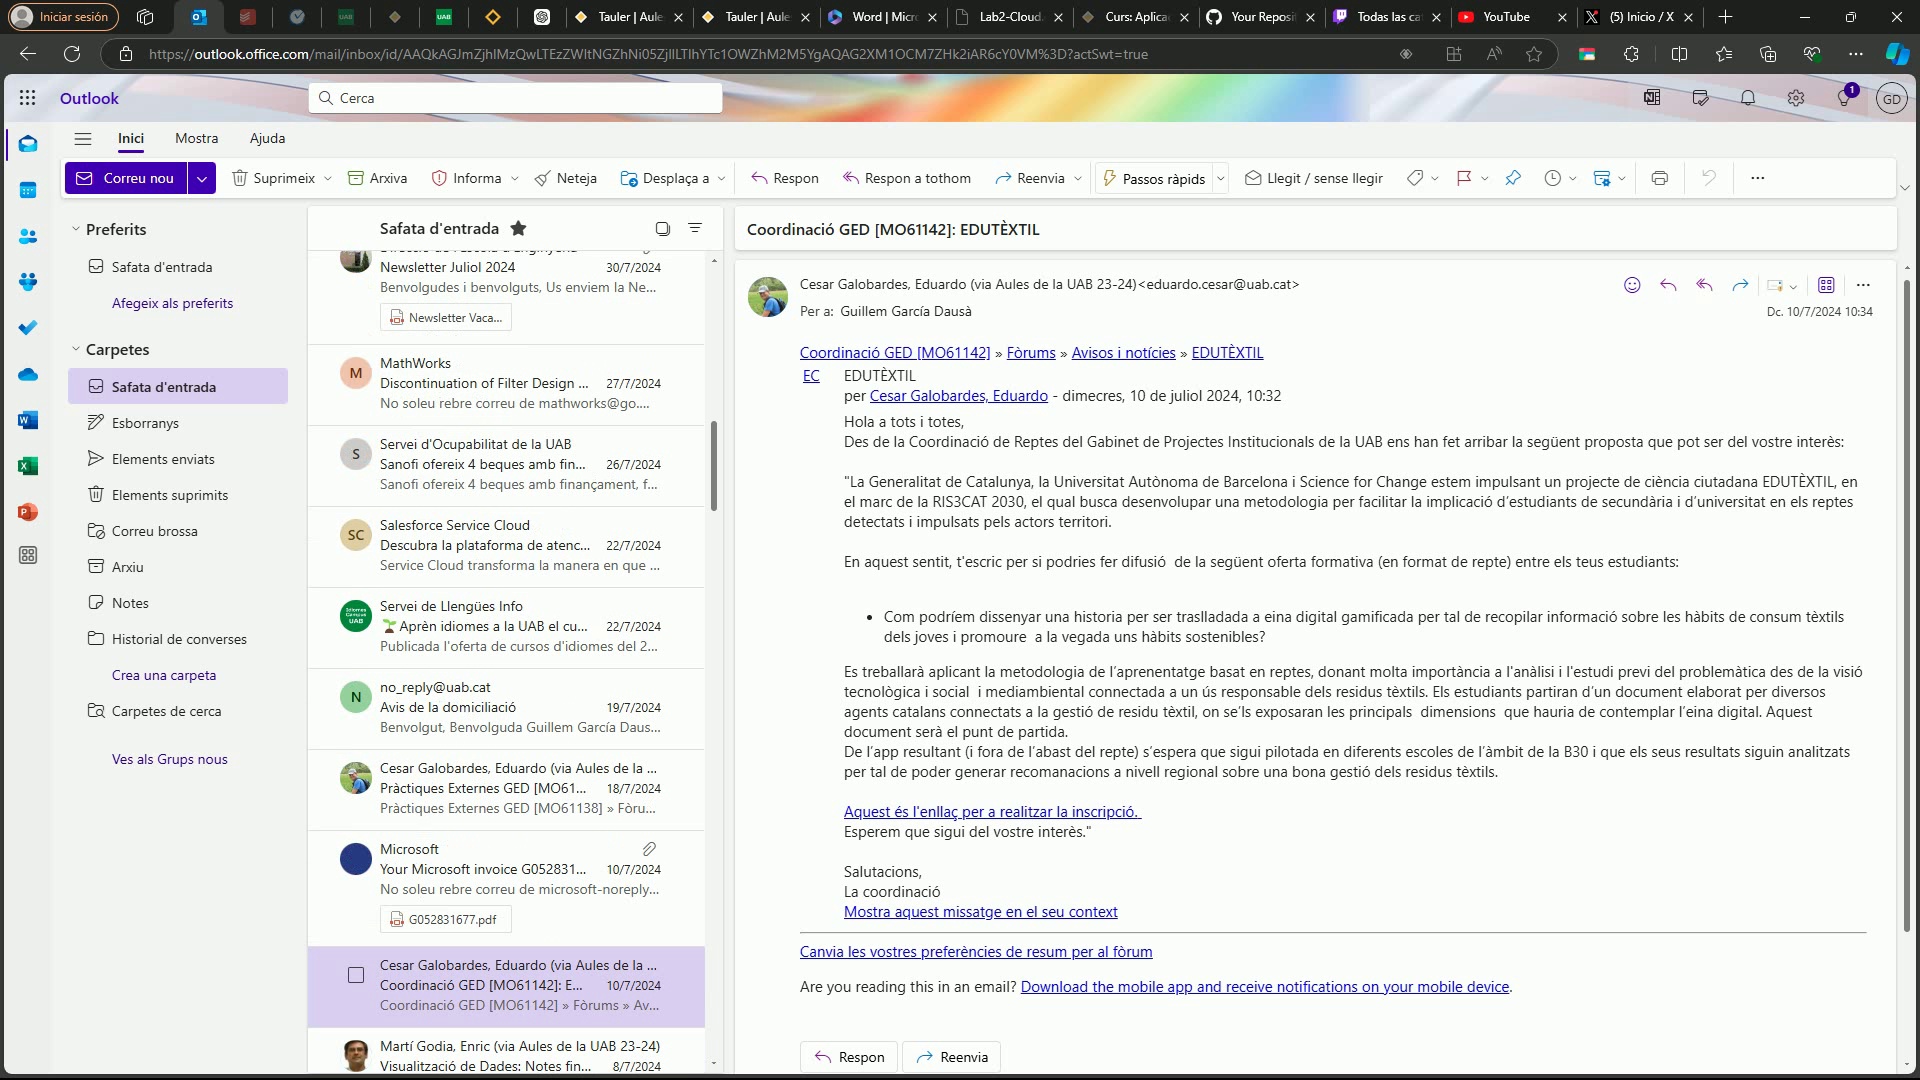 Iniciar sesión
Tauler | Aule
Tauler | Aule
Word | Micr
Lab2-Cloud.
Curs: Aplica
Your Reposi
Todas las ca
YouTube
(5) Inicio / X
Outlook
Cerca
1
GD
Inici
Mostra
Ajuda
Correu nou
Suprimeix
Arxiva
Informa
Neteja
Desplaça a
Respon
Respon a tothom
Reenvia
Passos ràpids
Llegit / sense llegir
Preferits
Safata d'entrada
Afegeix als preferits
Carpetes
Safata d'entrada
Esborranys
Elements enviats
Elements suprimits
Correu brossa
Arxiu
Notes
Historial de converses
Crea una carpeta
Carpetes de cerca
Ves als Grups nous
Safata d'entrada
Newsletter Juliol 2024 30/7/2024
Benvolgudes i benvolguts, Us enviem la Ne...
Newsletter Vaca...
M
MathWorks
Discontinuation of Filter Design ... 27/7/2024
No soleu rebre correu de mathworks@go....
S
Servei d'Ocupabilitat de la UAB
Sanofi ofereix 4 beques amb fin... 26/7/2024
Sanofi ofereix 4 beques amb finançament, f...
SC
Salesforce Service Cloud
Descubra la plataforma de atenc... 22/7/2024
Service Cloud transforma la manera en que ...
Servei de Llengües Info
Aprèn idiomes a la UAB el cu... 22/7/2024
Publicada l'oferta de cursos d'idiomes del 2...
N
no_reply@uab.cat
Avis de la domiciliació 19/7/2024
Benvolgut, Benvolguda Guillem García Daus...
Cesar Galobardes, Eduardo (via Aules de la ...
Pràctiques Externes GED [MO61... 18/7/2024
Pràctiques Externes GED [MO61138] » Fòru...
Microsoft
Your Microsoft invoice G052831... 10/7/2024
No soleu rebre correu de microsoft-noreply...
G052831677.pdf
Cesar Galobardes, Eduardo (via Aules de la ...
Coordinació GED [MO61142]: E... 10/7/2024
Coordinació GED [MO61142] » Fòrums » Av...
Martí Godia, Enric (via Aules de la UAB 23-24)
Visualització de Dades: Notes fin... 8/7/2024
Coordinació GED [MO61142]: EDUTÈXTIL
Cesar Galobardes, Eduardo (via Aules de la UAB 23-24)<eduardo.cesar@uab.cat>
Per a: Guillem García Dausà
Dc. 10/7/2024 10:34
Coordinació GED [MO61142] » Fòrums » Avisos i notícies » EDUTÈXTIL
EC EDUTÈXTIL
per Cesar Galobardes, Eduardo - dimecres, 10 de juliol 2024, 10:32
Hola a tots i totes,
Des de la Coordinació de Reptes del Gabinet de Projectes Institucionals de la UAB ens han fet arribar la següent proposta que pot ser del vostre interès:
"La Generalitat de Catalunya, la Universitat Autònoma de Barcelona i Science for Change estem impulsant un projecte de ciència ciutadana EDUTÈXTIL, en
el marc de la RIS3CAT 2030, el qual busca desenvolupar una metodologia per facilitar la implicació d'estudiants de secundària i d'universitat en els reptes
detectats i impulsats pels actors territori.
En aquest sentit, t'escric per si podries fer difusió de la següent oferta formativa (en format de repte) entre els teus estudiants:
• Com podríem dissenyar una historia per ser traslladada a eina digital gamificada per tal de recopilar informació sobre les hàbits de consum tèxtils
dels joves i promoure a la vegada uns hàbits sostenibles?
Es treballarà aplicant la metodologia de l'aprenentatge basat en reptes, donant molta importància a l'anàlisi i l'estudi previ del problemàtica des de la visió
tecnològica i social i mediambiental connectada a un ús responsable dels residus tèxtils. Els estudiants partiran d'un document elaborat per diversos
agents catalans connectats a la gestió de residu tèxtil, on se'ls exposaran les principals dimensions que hauria de contemplar l'eina digital. Aquest
document serà el punt de partida.
De l'app resultant (i fora de l'abast del repte) s'espera que sigui pilotada en diferents escoles de l'àmbit de la B30 i que els seus resultats siguin analitzats
per tal de poder generar recomanacions a nivell regional sobre una bona gestió dels residus tèxtils.
Aquest és l'enllaç per a realitzar la inscripció.
Esperem que sigui del vostre interès."
Salutacions,
La coordinació
Mostra aquest missatge en el seu context
Canvia les vostres preferències de resum per al fòrum
Are you reading this in an email? Download the mobile app and receive notifications on your mobile device.
Respon
Reenvia